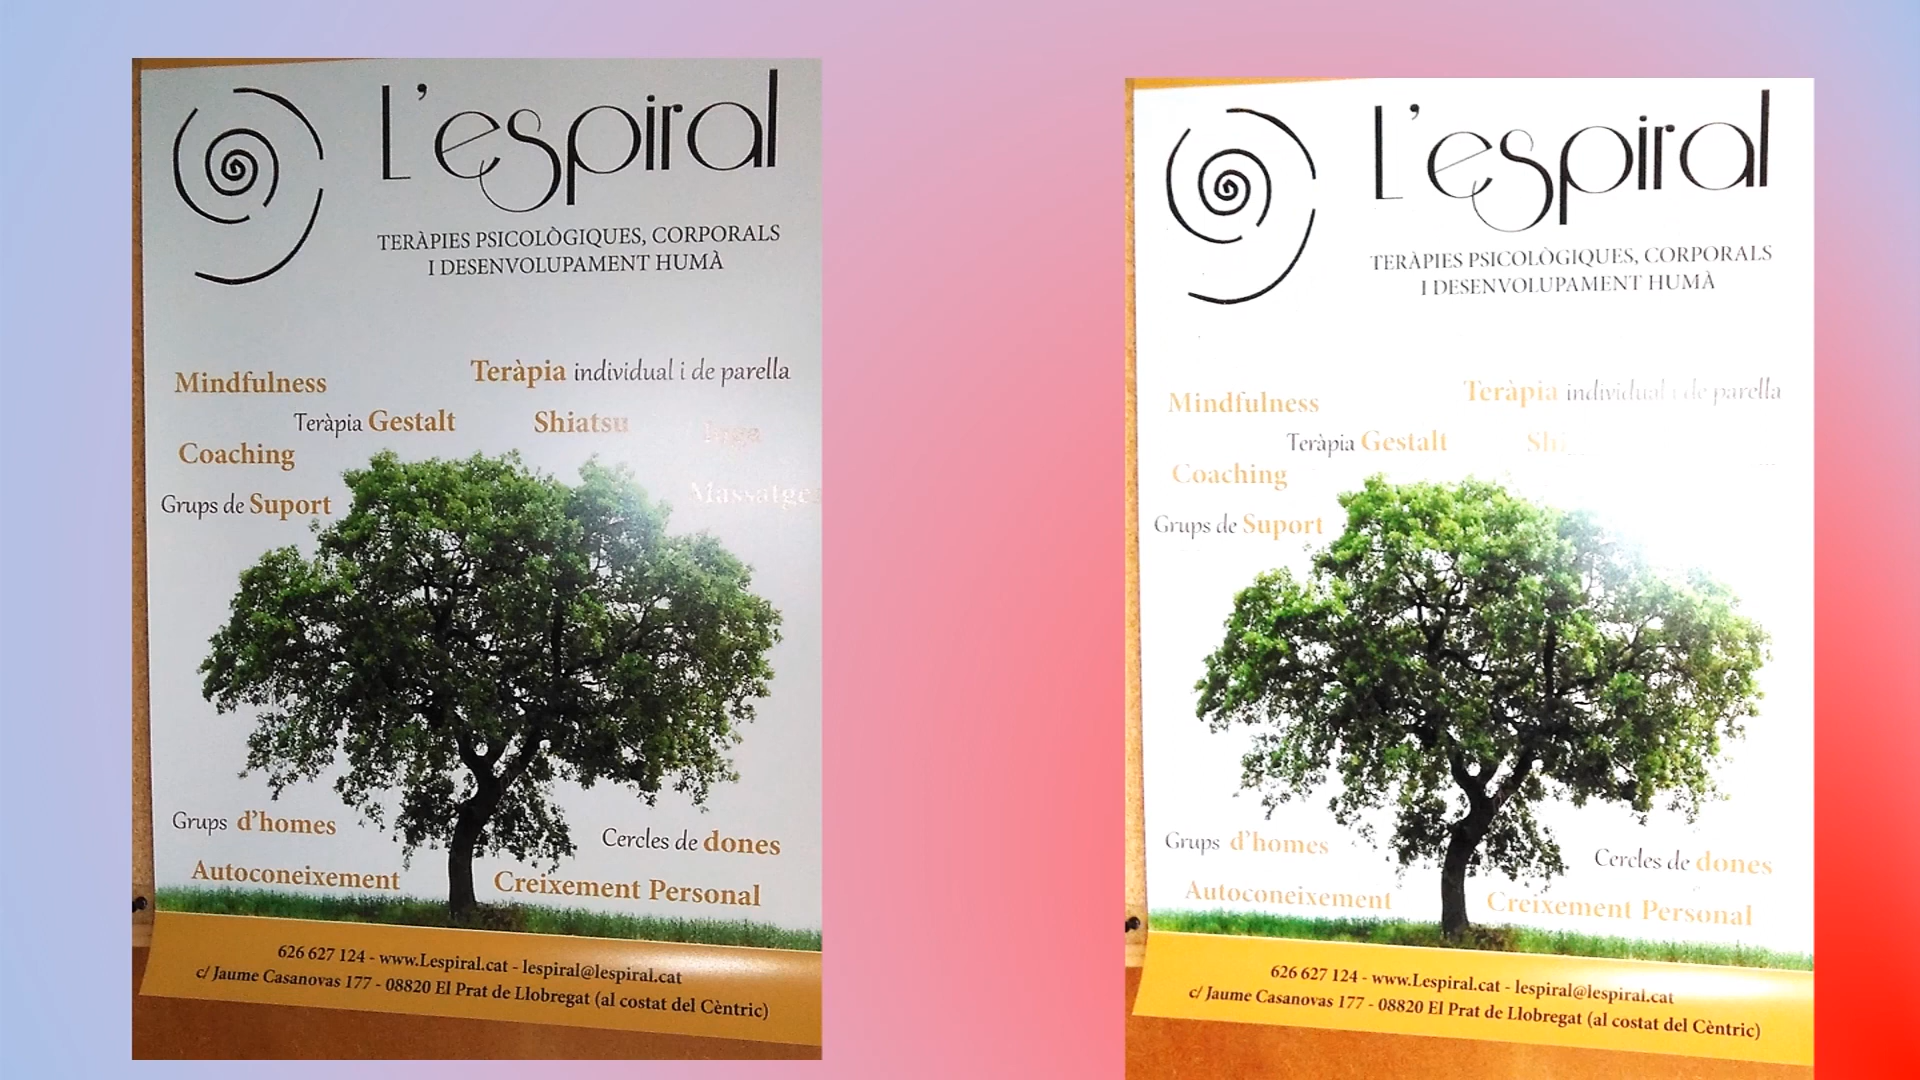 L'espiral
TERÀPIES PSICOLÒGIQUES, CORPORALS
I DESENVOLUPAMENT HUMÀ
Mindfulness
Teràpia individual i de parella
Teràpia Gestalt
Shiatsu
Ioga
Coaching
Massatge
Grups de Suport
Grups d'homes
Cercles de dones
Autoconeixement
Creixement Personal
626 627 124 - www.Lespiral.cat - lespiral@lespiral.cat
c/ Jaume Casanovas 177 - 08820 El Prat de Llobregat (al costat del Cèntric)
L'espiral
TERÀPIES PSICOLÒGIQUES, CORPORALS
I DESENVOLUPAMENT HUMÀ
Mindfulness
Teràpia individual i de parella
Teràpia Gestalt
Coaching
Grups de Suport
Grups d'homes
Cercles de dones
Autoconeixement
Creixement Personal
626 627 124 - www.Lespiral.cat - lespiral@lespiral.cat
c/ Jaume Casanovas 177 - 08820 El Prat de Llobregat (al costat del Cèntric)